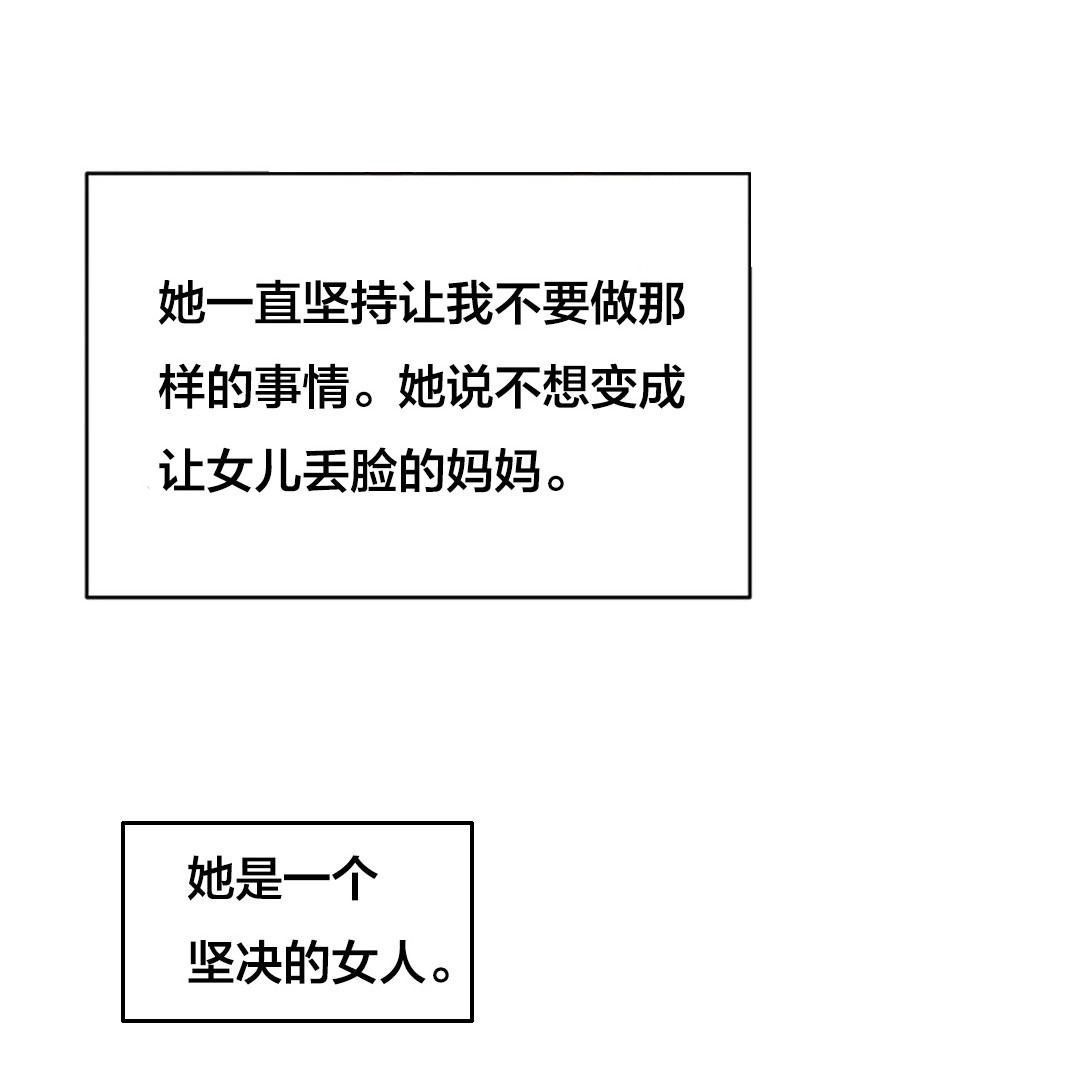 她一直坚持让我不要做那
样的事情。她说不想变成
让女儿丢脸的妈妈。
她是一个
坚决的女人。